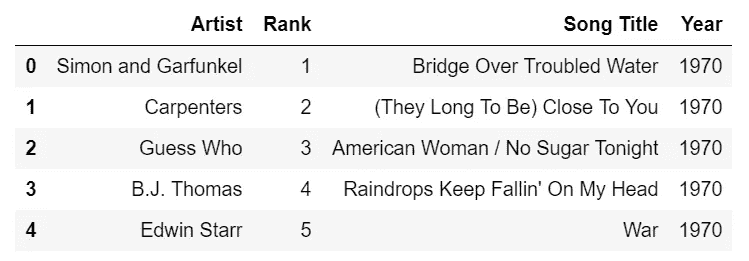 Artist Rank Song Title Year
0 Simon and Garfunkel 1 Bridge Over Troubled Water 1970
1 Carpenters 2 (They Long To Be) Close To You 1970
2 Guess Who 3 American Woman / No Sugar Tonight 1970
3 B.J. Thomas 4 Raindrops Keep Fallin' On My Head 1970
4 Edwin Starr 5 War 1970